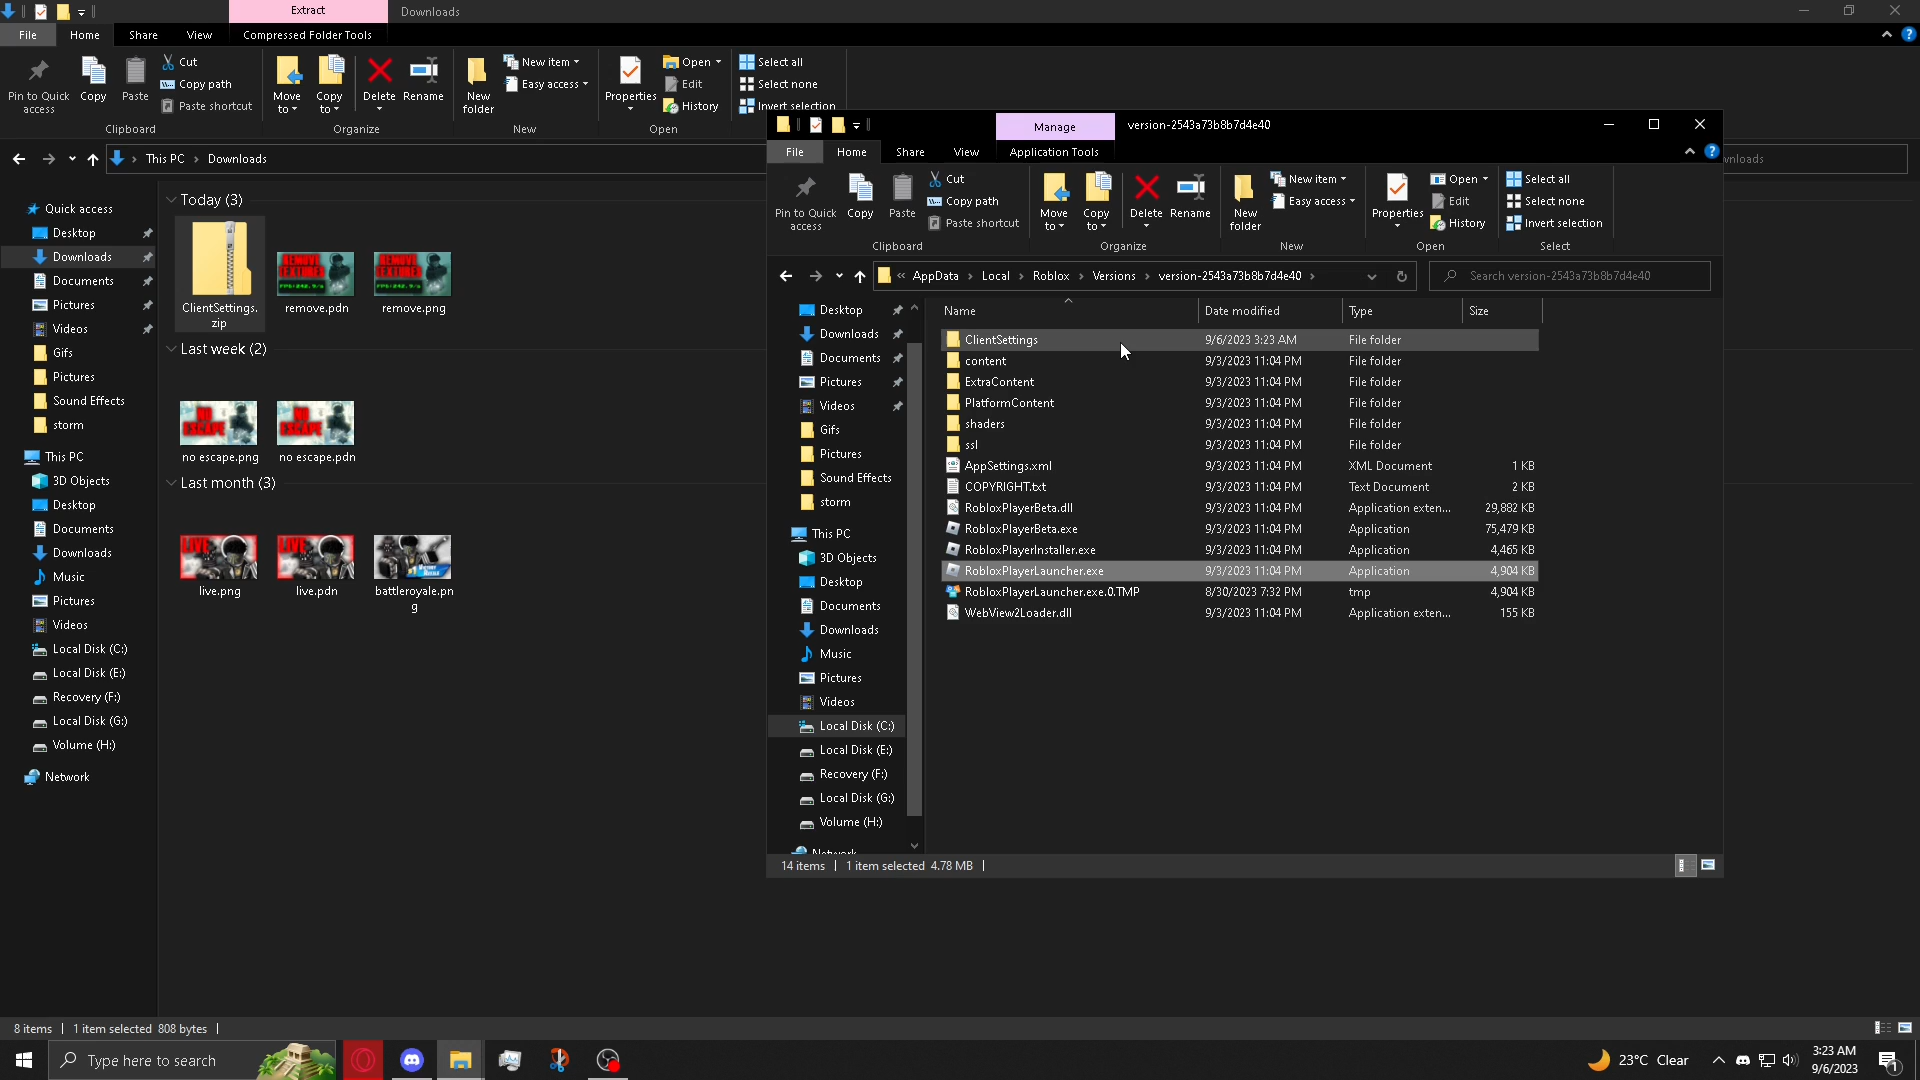 Extract
Downloads
File
Home
Share
View
Compressed Folder Tools
Pin to Quick access
Copy
Paste
Cut
Copy path
Paste shortcut
Clipboard
Move to
Copy to
Delete
Rename
Organize
New folder
New item
Easy access
New
Properties
Open
Edit
History
Open
Select all
Select none
Invert selection
This PC
Downloads
wnloads
Quick access
Desktop
Downloads
Documents
Pictures
Videos
Gifs
Pictures
Sound Effects
storm
This PC
3D Objects
Desktop
Documents
Downloads
Music
Pictures
Videos
Local Disk (C:)
Local Disk (E:)
Recovery (F:)
Local Disk (G:)
Volume (H:)
Network
Today (3)
ClientSettings.
zip
REMOVE
TEXTURES
remove.pdn
REMOVE
TEXTURES
remove.png
Last week (2)
NO
ESCAPE
no escape.png
NO
ESCAPE
no escape.pdn
Last month (3)
LIVE
live.png
LIVE
live.pdn
battleroyale.pn
g
8 items
1 item selected 808 bytes
Manage
version-2543a73b8b7d4e40
File
Home
Share
View
Application Tools
Pin to Quick access
Copy
Paste
Cut
Copy path
Paste shortcut
Clipboard
Move to
Copy to
Delete
Rename
Organize
New folder
New item
Easy access
New
Properties
Open
Edit
History
Open
Select all
Select none
Invert selection
Select
« AppData
Local
Roblox
Versions
version-2543a73b8b7d4e40
Search version-2543a73b8b7d4e40
Desktop
Downloads
Documents
Pictures
Videos
Gifs
Pictures
Sound Effects
storm
This PC
3D Objects
Desktop
Documents
Downloads
Music
Pictures
Videos
Local Disk (C:)
Local Disk (E:)
Recovery (F:)
Local Disk (G:)
Volume (H:)
Network
Name Date modified Type Size
ClientSettings 9/6/2023 3:23 AM File folder
content 9/3/2023 11:04 PM File folder
ExtraContent 9/3/2023 11:04 PM File folder
PlatformContent 9/3/2023 11:04 PM File folder
shaders 9/3/2023 11:04 PM File folder
ssl 9/3/2023 11:04 PM File folder
AppSettings.xml 9/3/2023 11:04 PM XML Document 1 KB
COPYRIGHT.txt 9/3/2023 11:04 PM Text Document 2 KB
RobloxPlayerBeta.dll 9/3/2023 11:04 PM Application exten... 29,882 KB
RobloxPlayerBeta.exe 9/3/2023 11:04 PM Application 75,479 KB
RobloxPlayerInstaller.exe 9/3/2023 11:04 PM Application 4,465 KB
RobloxPlayerLauncher.exe 9/3/2023 11:04 PM Application 4,904 KB
RobloxPlayerLauncher.exe.0.TMP 8/30/2023 7:32 PM tmp 4,904 KB
WebView2Loader.dll 9/3/2023 11:04 PM Application exten... 155 KB
14 items
1 item selected 4.78 MB
Type here to search
23°C Clear
3:23 AM
9/6/2023
1